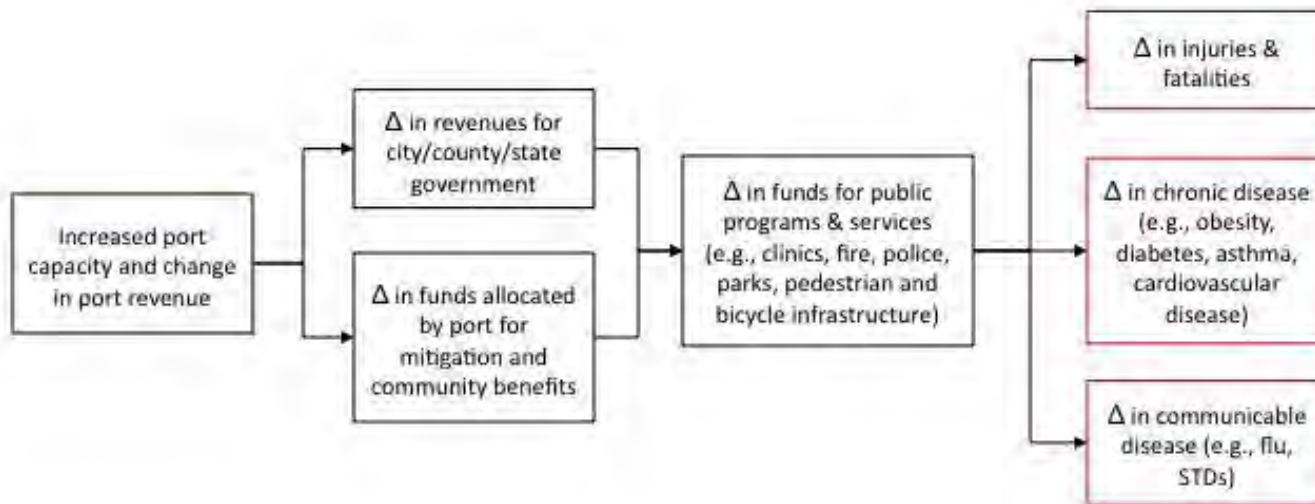 Increased port
capacity and change
in port revenue
Δ in revenues for
city/county/state
government
Δ in funds allocated
by port for
mitigation and
community benefits
Δ in funds for public
programs & services
(e.g., clinics, fire, police,
parks, pedestrian and
bicycle infrastructure)
Δ in injuries &
fatalities
Δ in chronic disease
(e.g., obesity,
diabetes, asthma,
cardiovascular
disease)
Δ in communicable
disease (e.g., flu,
STDs)